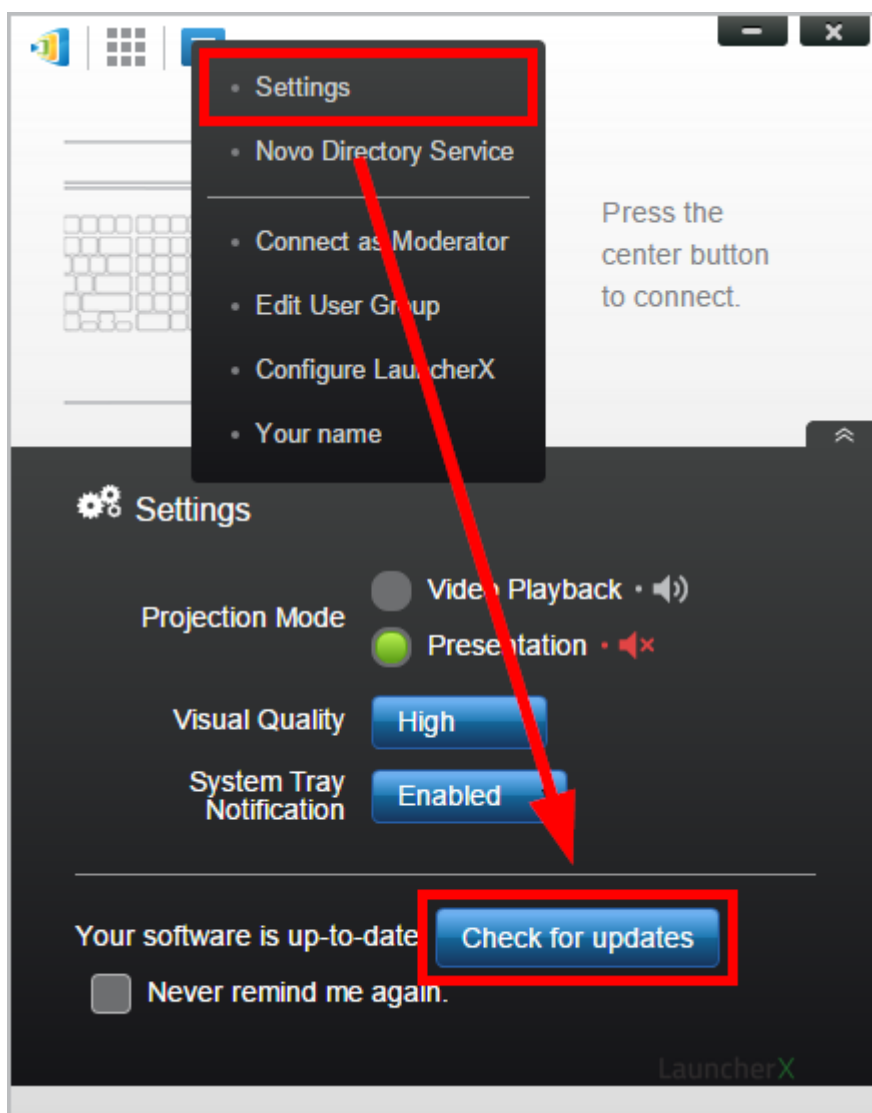 Settings
Novo Directory Service
Connect as Moderator
Edit User Group
Configure LauncherX
Your name
Press the
center button
to connect.
Settings
Projection Mode
Video Playback
Presentation
Visual Quality
High
System Tray
Notification
Enabled
Your software is up-to-date
Check for updates
Never remind me again.
LauncherX